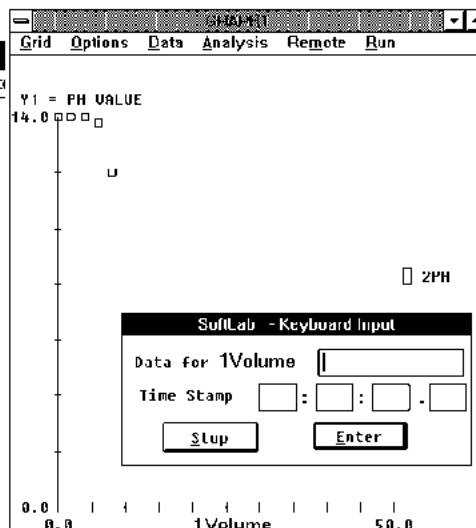 GRAPH1
Grid Options Data Analysis Remote Run
Y1 = PH VALUE
14.0
2PH
SoftLab - Keyboard Input
Data for 1Volume
Time Stamp : : .
Stop Enter
0.0
0.0 1Volume 50.0